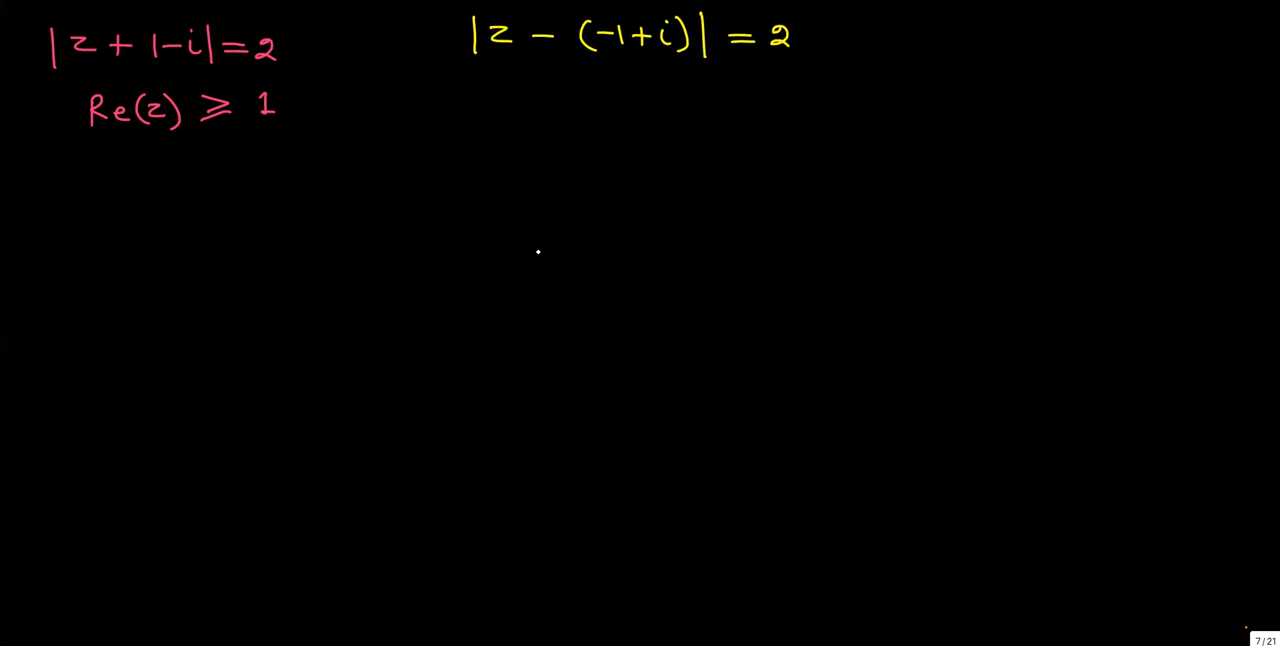 |z + 1-i| = 2
Re(z) ⩾ 1
|z - (-1+i)| = 2
7/21